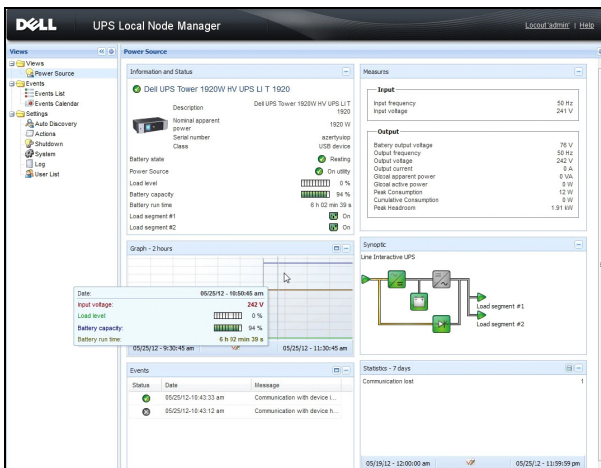 DELL
UPS Local Node Manager
Locout 'admin' | Help
Views
Views
Power Source
Events
Events List
Events Calendar
Settings
Auto Discovery
Actions
Shutdown
System
Log
User List
Power Source
Information and Status
Dell UPS Tower 1920W HV UPS LI T 1920
Description Dell UPS Tower 1920W HV UPS LI T 1920
Nominal apparent power 1920 W
Serial number azertyuiop
Class USB device
Battery state Resting
Power Source On utility
Load level 0 %
Battery capacity 94 %
Battery run time 6 h 02 min 39 s
Load segment #1 On
Load segment #2 On
Graph - 2 hours
Date: 05/25/12 - 10:50:45 am
Input voltage: 242 V
Load level: 0 %
Battery capacity: 94 %
Battery run time: 6 h 02 min 39 s
05/25/12 - 9:30:45 am 05/25/12 - 11:30:45 am
Events
Status Date Message
05/25/12-10:43:33 am Communication with device i...
05/25/12-10:43:12 am Communication with device h...
Measures
Input
Input frequency 50 Hz
Input voltage 241 V
Output
Battery output voltage 76 V
Output frequency 50 Hz
Output voltage 242 V
Output current 0 A
Gloal apparent power 0 VA
Gloal active power 0 W
Peak Consumption 12 W
Cumulative Consumption 0 W
Peak Headroom 1.91 kW
Synoptic
Line Interactive UPS
Load segment #1
Load segment #2
Statistics - 7 days
Communication lost 1
05/19/12 - 12:00:00 am 05/25/12 - 11:59:59 pm